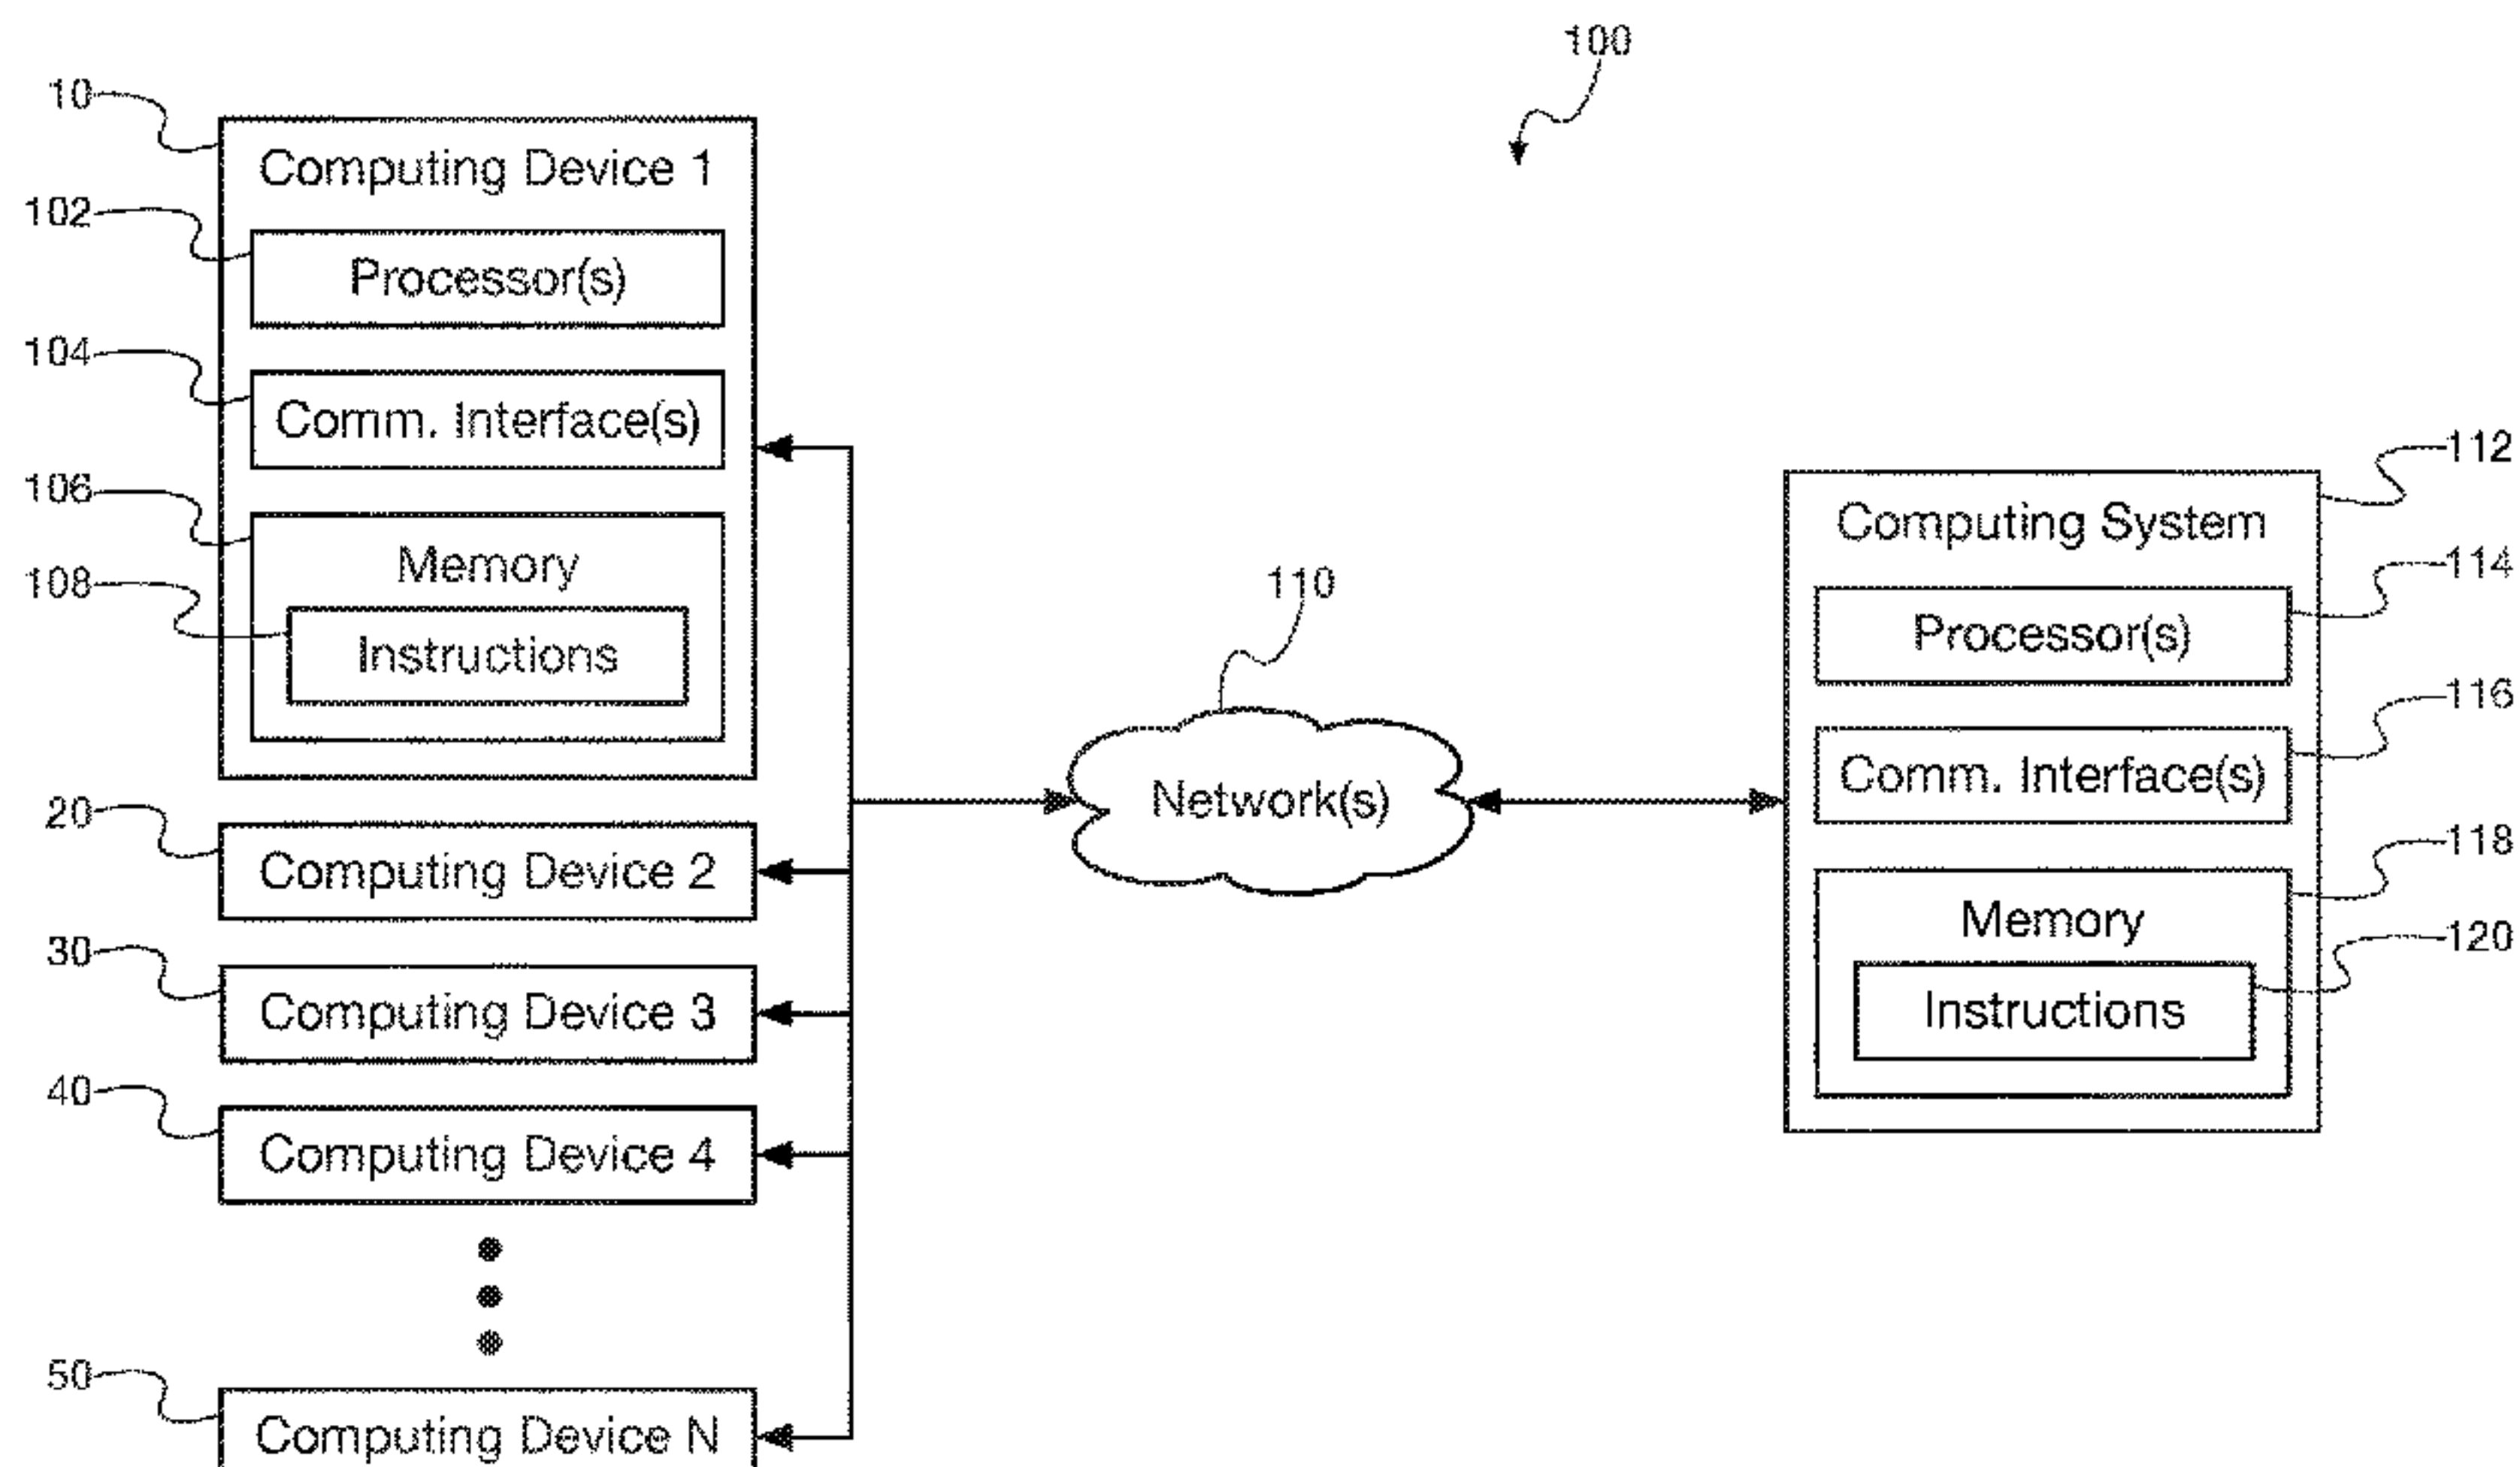 100
10
Computing Device 1
102
Processor(s)
104
Comm. Interface(s)
106
Memory
108
Instructions
20
Computing Device 2
30
Computing Device 3
40
Computing Device 4
50
Computing Device N
110
Network(s)
112
Computing System
114
Processor(s)
116
Comm. Interface(s)
118
Memory
120
Instructions